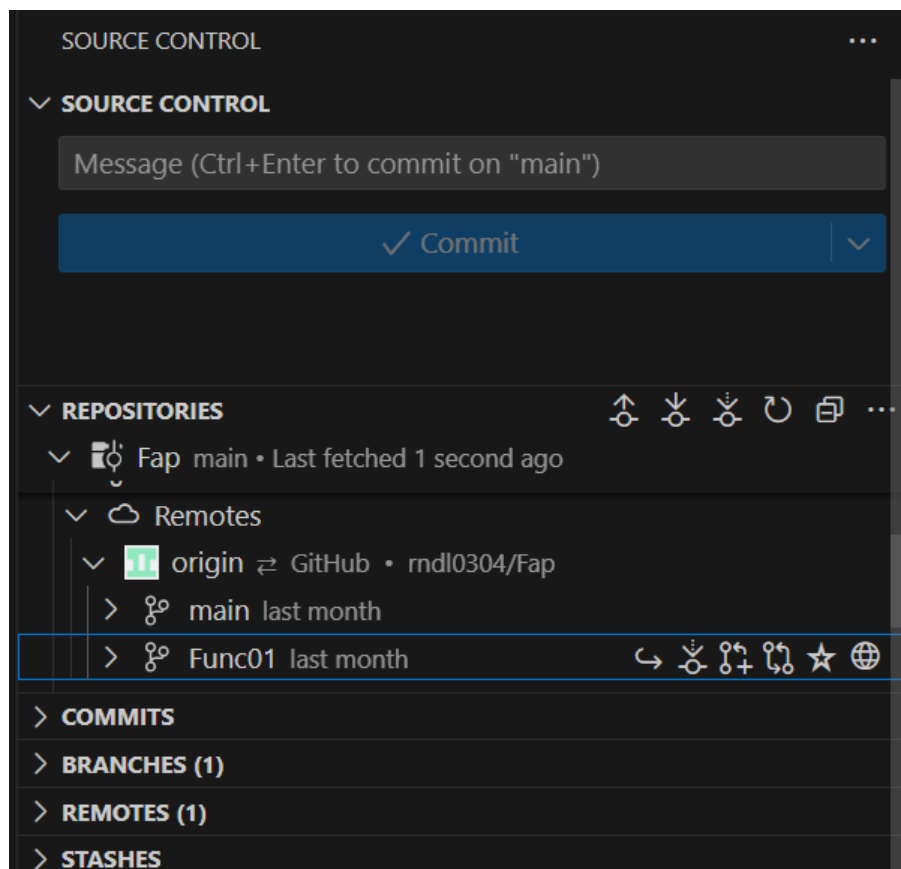 SOURCE CONTROL
SOURCE CONTROL
Message (Ctrl+Enter to commit on "main")
Commit
REPOSITORIES
Fap main • Last fetched 1 second ago
Remotes
origin ⇄ GitHub • rndl0304/Fap
main last month
Func01 last month
COMMITS
BRANCHES (1)
REMOTES (1)
STASHES